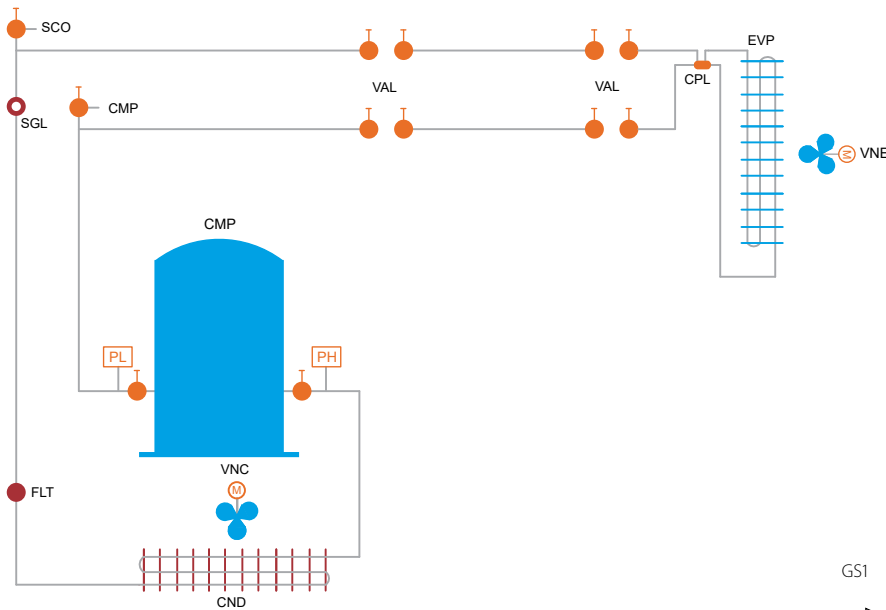 SCO
EVP
VAL
VAL
CPL
CMP
SGL
VNE
CMP
PL
PH
VNC
M
M
FLT
GS1
CND